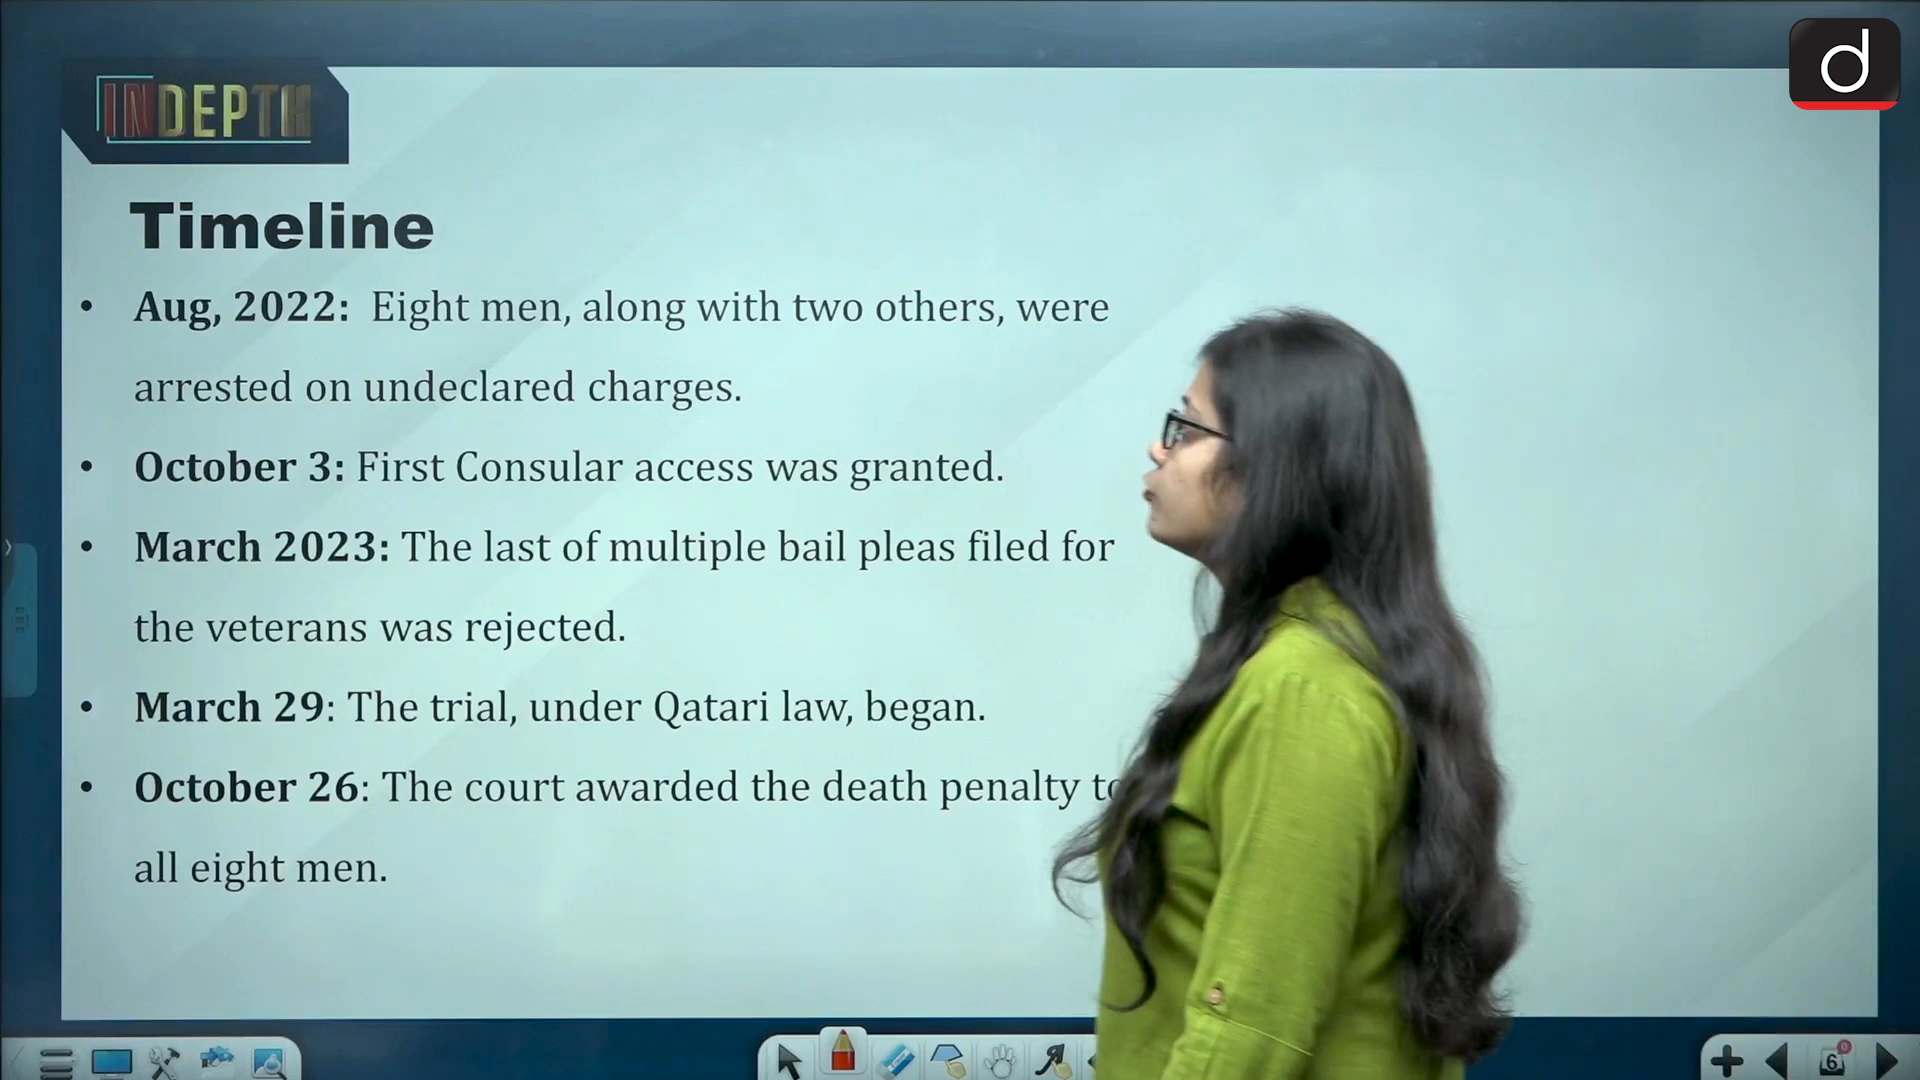 d
INDEPTH
Timeline
• Aug, 2022: Eight men, along with two others, were
arrested on undeclared charges.
• October 3: First Consular access was granted.
• March 2023: The last of multiple bail pleas filed for
the veterans was rejected.
• March 29: The trial, under Qatari law, began.
• October 26: The court awarded the death penalty to
all eight men.
6